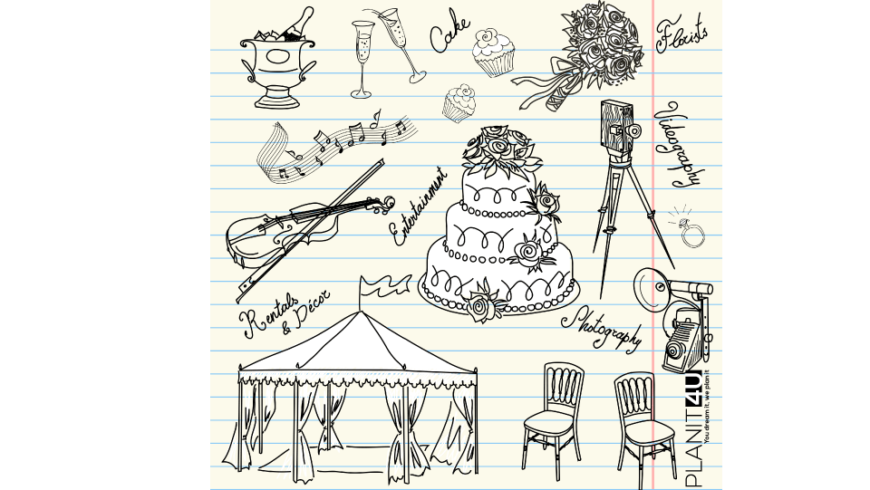 Cake
Florists
Videography
Entertainment
Rentals
& Décor
Photography
PLANIT4U
You dream it, we plan it